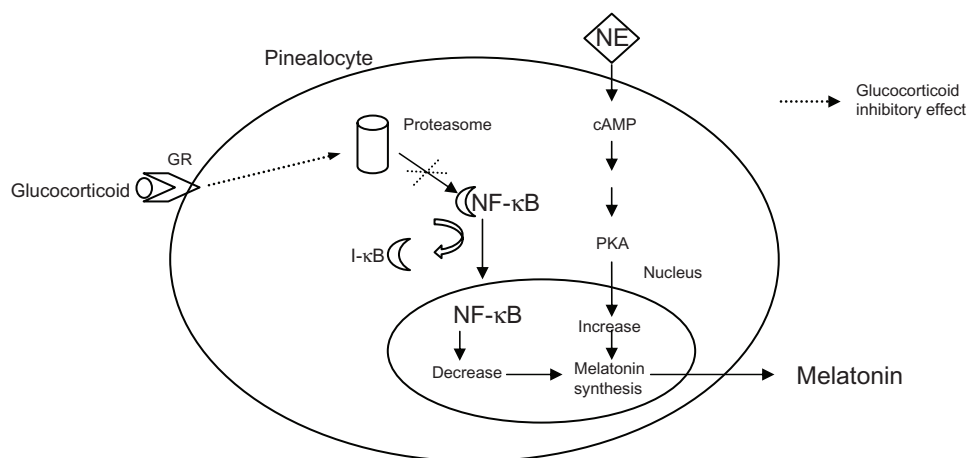 NE
Pinealocyte
Glucocorticoid
inhibitory effect
Proteasome
cAMP
GR
Glucocorticoid
NF-κB
I-κB
PKA
Nucleus
NF-κB
Increase
Decrease
Melatonin
synthesis
Melatonin